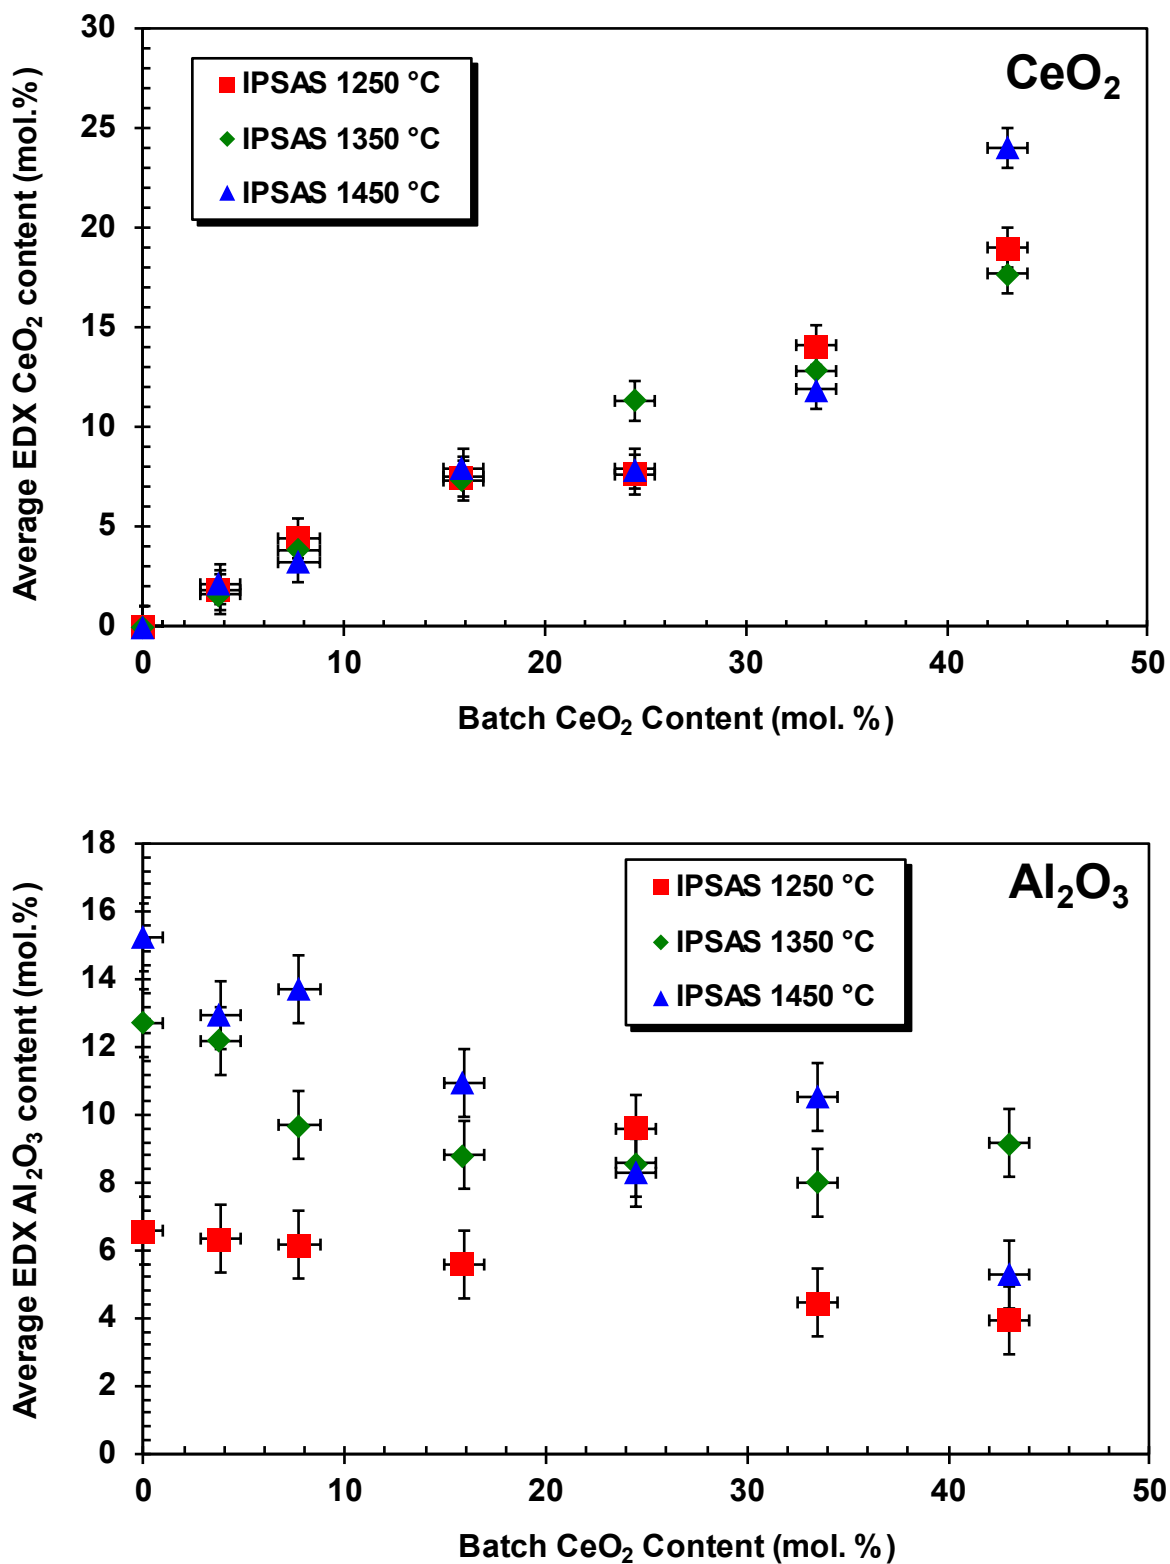 30
25
20
15
10
5
0
Average EDX CeO₂ content (mol.%)
IPSAS 1250 °C
IPSAS 1350 °C
IPSAS 1450 °C
CeO₂
0 10 20 30 40 50
Batch CeO₂ Content (mol. %)
18
16
14
12
10
8
6
4
2
0
Average EDX Al₂O₃ content (mol.%)
IPSAS 1250 °C
IPSAS 1350 °C
IPSAS 1450 °C
Al₂O₃
0 10 20 30 40 50
Batch CeO₂ Content (mol. %)